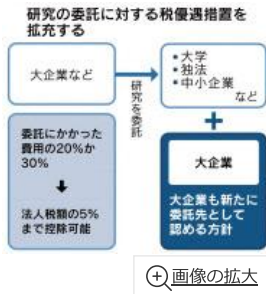 研究の委託に対する税優遇措置を
拡充する
大企業など
研究を委託
•大学
•独法
•中小企業
など
+
委託にかかった
費用の20%か
30%
法人税額の5%
まで控除可能
大企業
大企業も新たに
委託先として
認める方針
画像の拡大